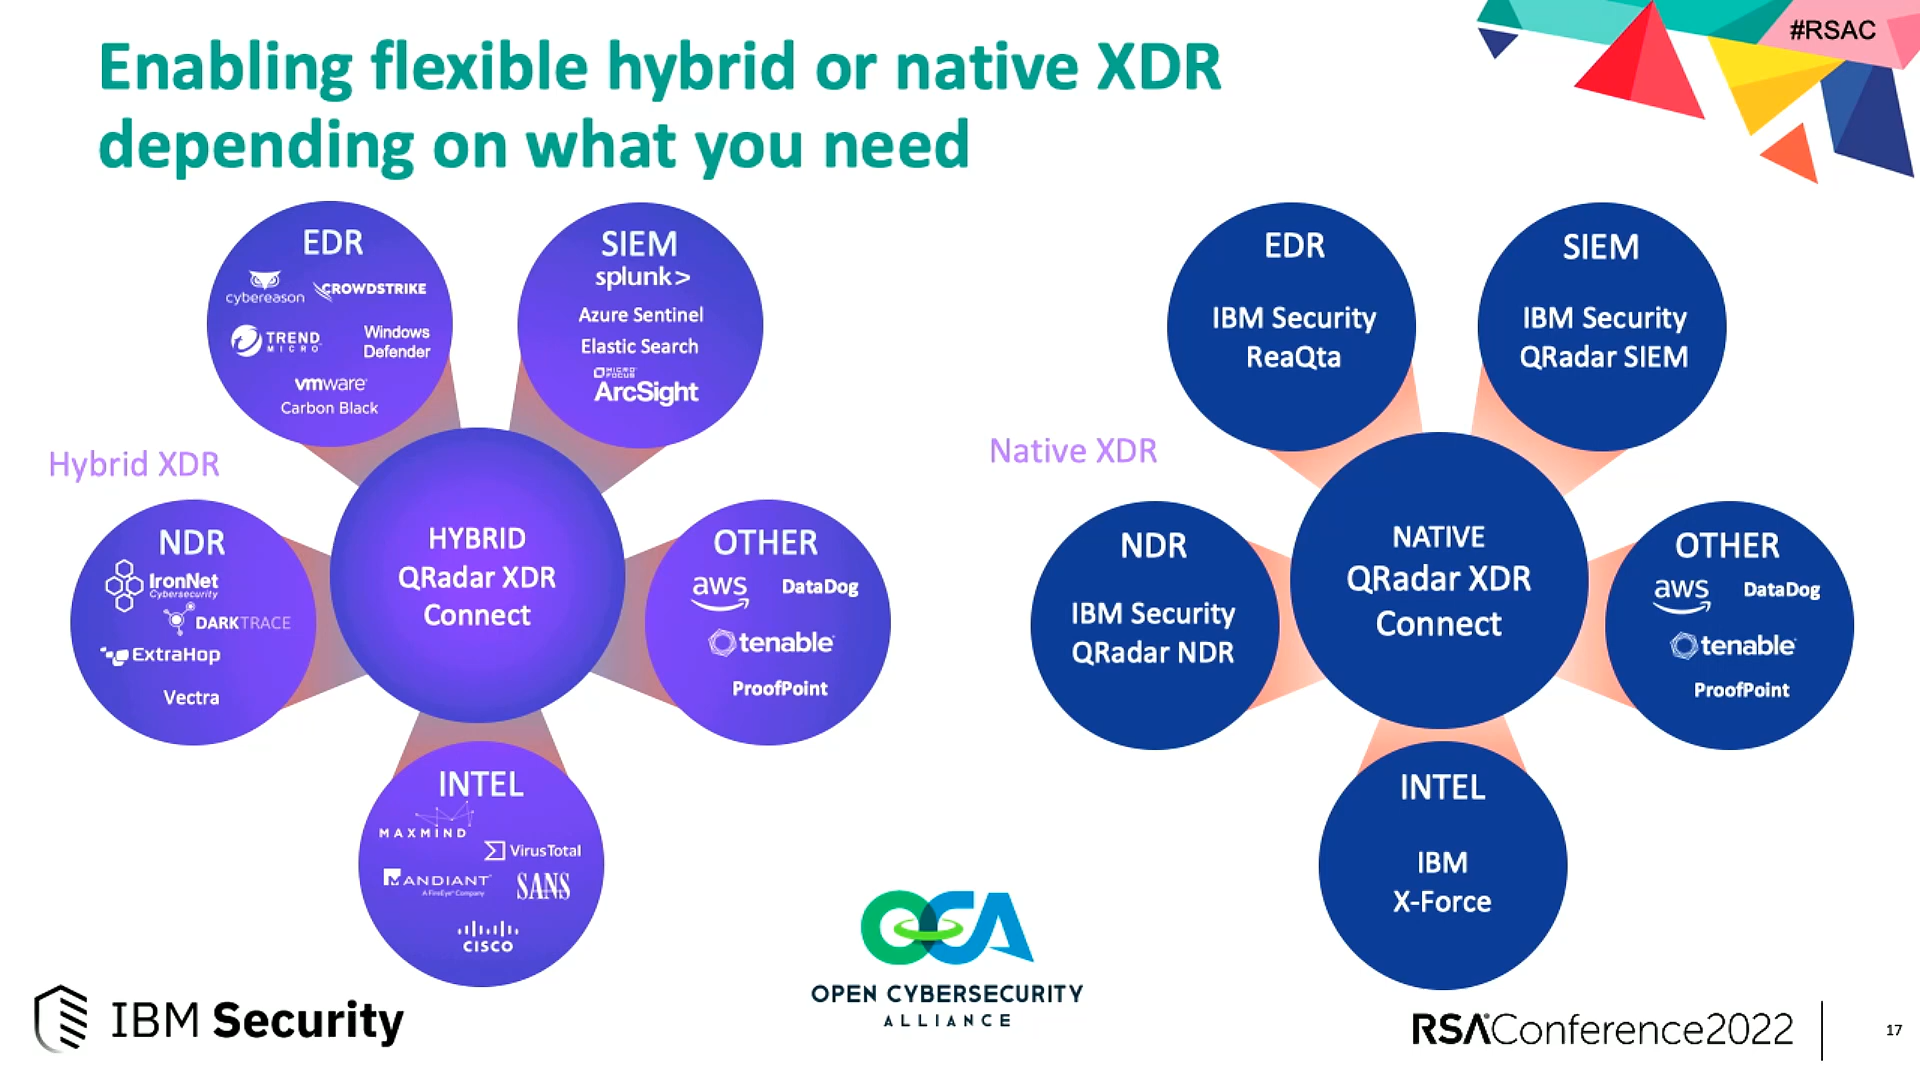 #RSAC
Enabling flexible hybrid or native XDR
depending on what you need
Hybrid XDR
EDR
cybereason
CROWDSTRIKE
TREND
MICRO
Windows
Defender
vmware
Carbon Black
SIEM
splunk>
Azure Sentinel
Elastic Search
MICRO
FOCUS
ArcSight
NDR
IronNet
Cybersecurity
DARKTRACE
ExtraHop
Vectra
HYBRID
QRadar XDR
Connect
OTHER
aws
DataDog
tenable
ProofPoint
INTEL
MAXMIND
VirusTotal
MANDIANT
A FireEye Company
SANS
CISCO
Native XDR
EDR
IBM Security
ReaQta
SIEM
IBM Security
QRadar SIEM
NDR
IBM Security
QRadar NDR
NATIVE
QRadar XDR
Connect
OTHER
aws
DataDog
tenable
ProofPoint
INTEL
IBM
X-Force
IBM Security
OCA
OPEN CYBERSECURITY
ALLIANCE
RSAConference2022
17